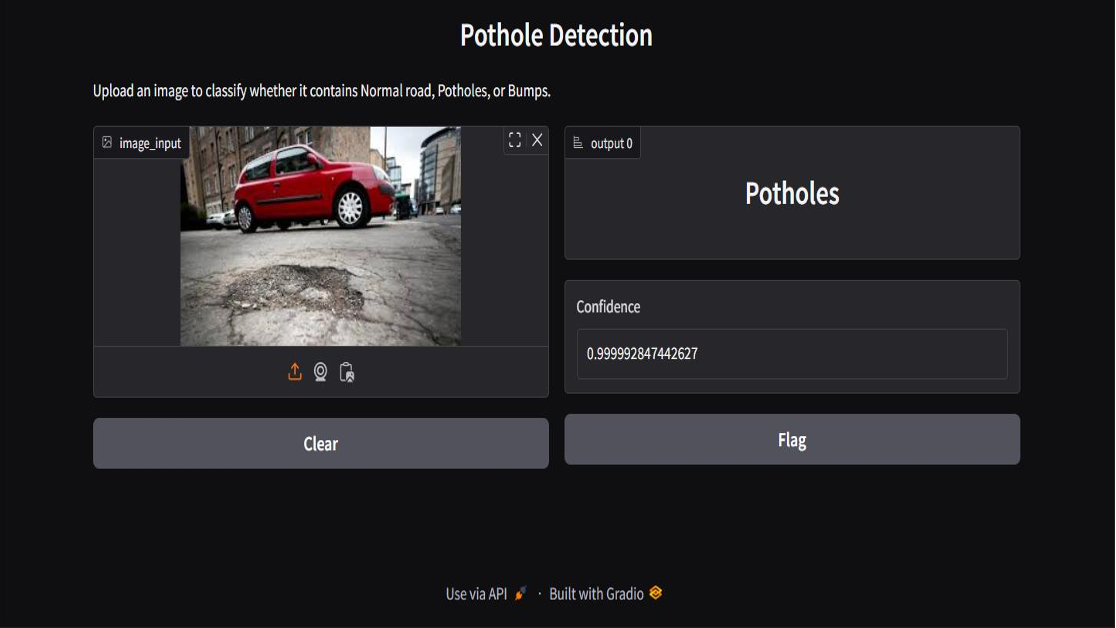 Pothole Detection
Upload an image to classify whether it contains Normal road, Potholes, or Bumps.
image_input
output 0
Potholes
Confidence
0.999992847442627
Clear
Flag
Use via API · Built with Gradio